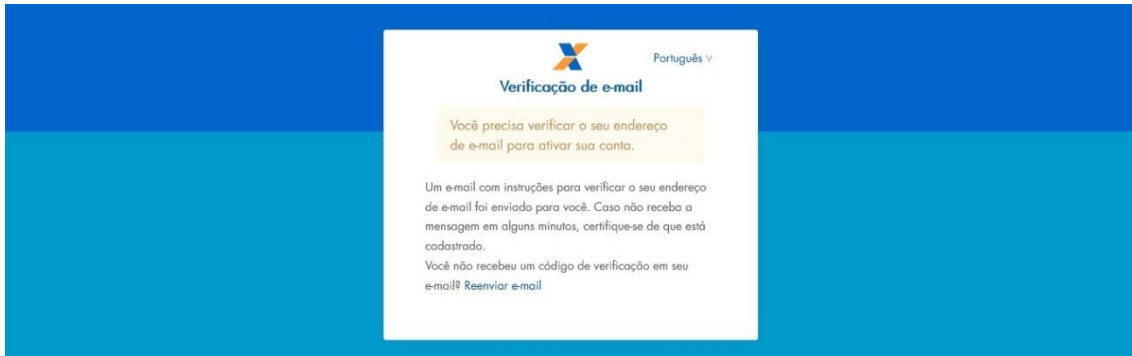 Português v
Verificação de e-mail
Você precisa verificar o seu endereço
de e-mail para ativar sua conta.
Um e-mail com instruções para verificar o seu endereço
de e-mail foi enviado para você. Caso não receba a
mensagem em alguns minutos, certifique-se de que está
cadastrado.
Você não recebeu um código de verificação em seu
e-mail? Reenviar e-mail